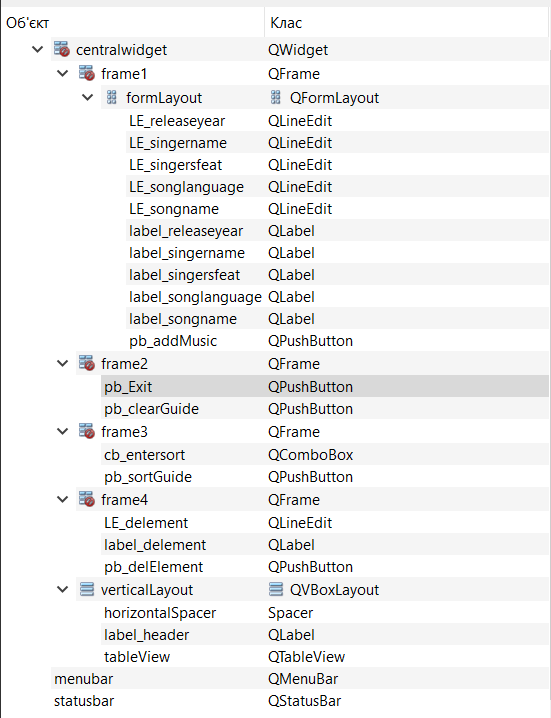 Об'єкт Клас
centralwidget QWidget
frame1 QFrame
formLayout QFormLayout
LE_releaseyear QLineEdit
LE_singername QLineEdit
LE_singersfeat QLineEdit
LE_songlanguage QLineEdit
LE_songname QLineEdit
label_releaseyear QLabel
label_singername QLabel
label_singersfeat QLabel
label_songlanguage QLabel
label_songname QLabel
pb_addMusic QPushButton
frame2 QFrame
pb_Exit QPushButton
pb_clearGuide QPushButton
frame3 QFrame
cb_entersort QComboBox
pb_sortGuide QPushButton
frame4 QFrame
LE_delement QLineEdit
label_delement QLabel
pb_delElement QPushButton
verticalLayout QVBoxLayout
horizontalSpacer Spacer
label_header QLabel
tableView QTableView
menubar QMenuBar
statusbar QStatusBar